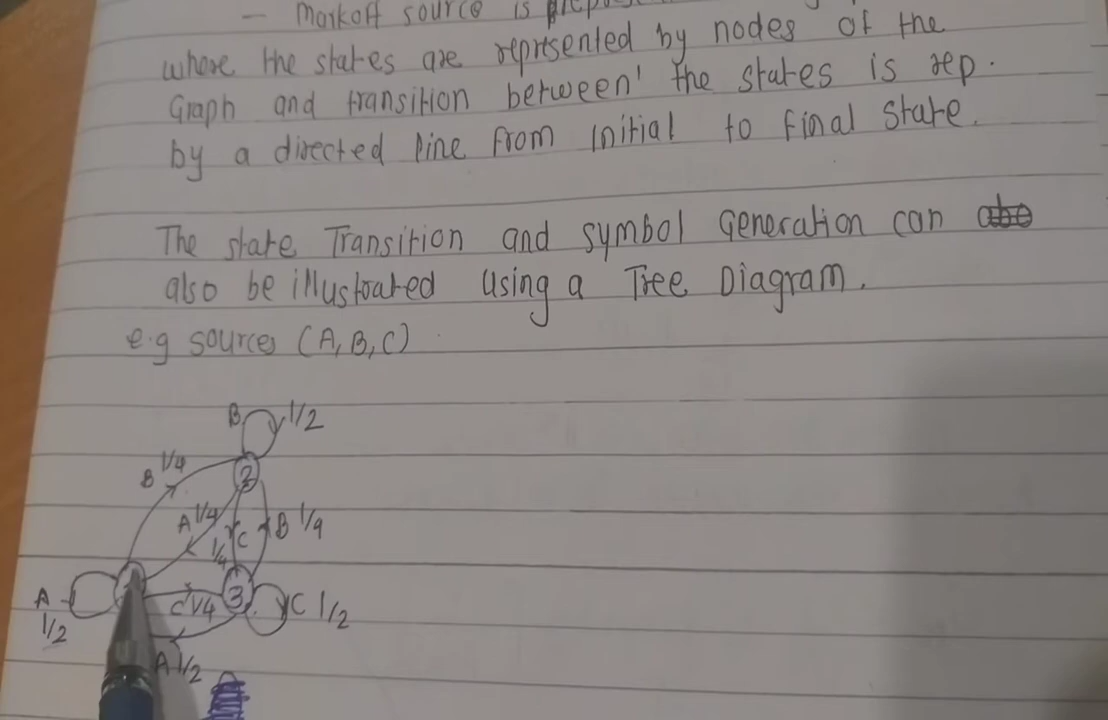 — Markoff source is
where the states are represented by nodes of the
Graph and transition between' the states is rep.
by a directed line from initial to final state.
The state Transition and symbol Generation can
also be illustrated using a Tree Diagram.
e.g sources (A, B, C)
B 1/2
B 1/4
2
A 1/4
1/4 C
B 1/4
A 1/2
C 1/4
3
C 1/2
A 1/2